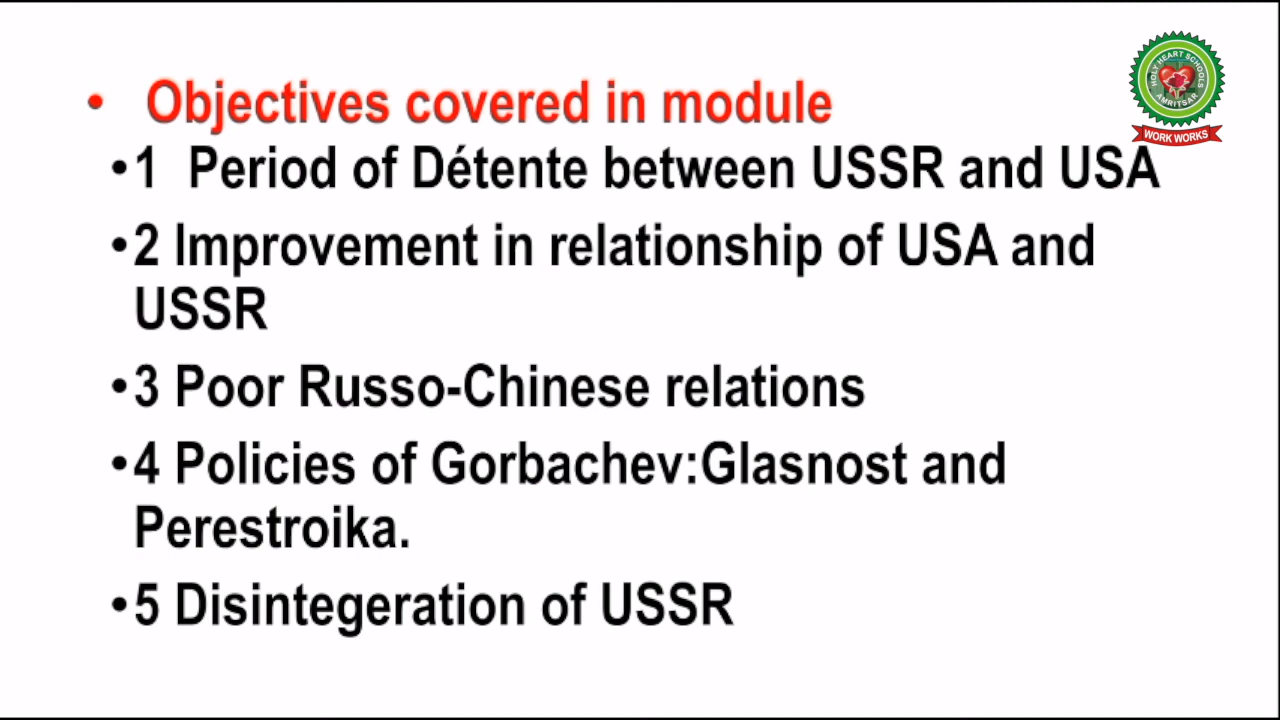 • Objectives covered in module
•1 Period of Détente between USSR and USA
•2 Improvement in relationship of USA and
USSR
•3 Poor Russo-Chinese relations
•4 Policies of Gorbachev:Glasnost and
Perestroika.
•5 Disintegeration of USSR
HOLY HEART SCHOOLS
AMRITSAR
WORK WORKS